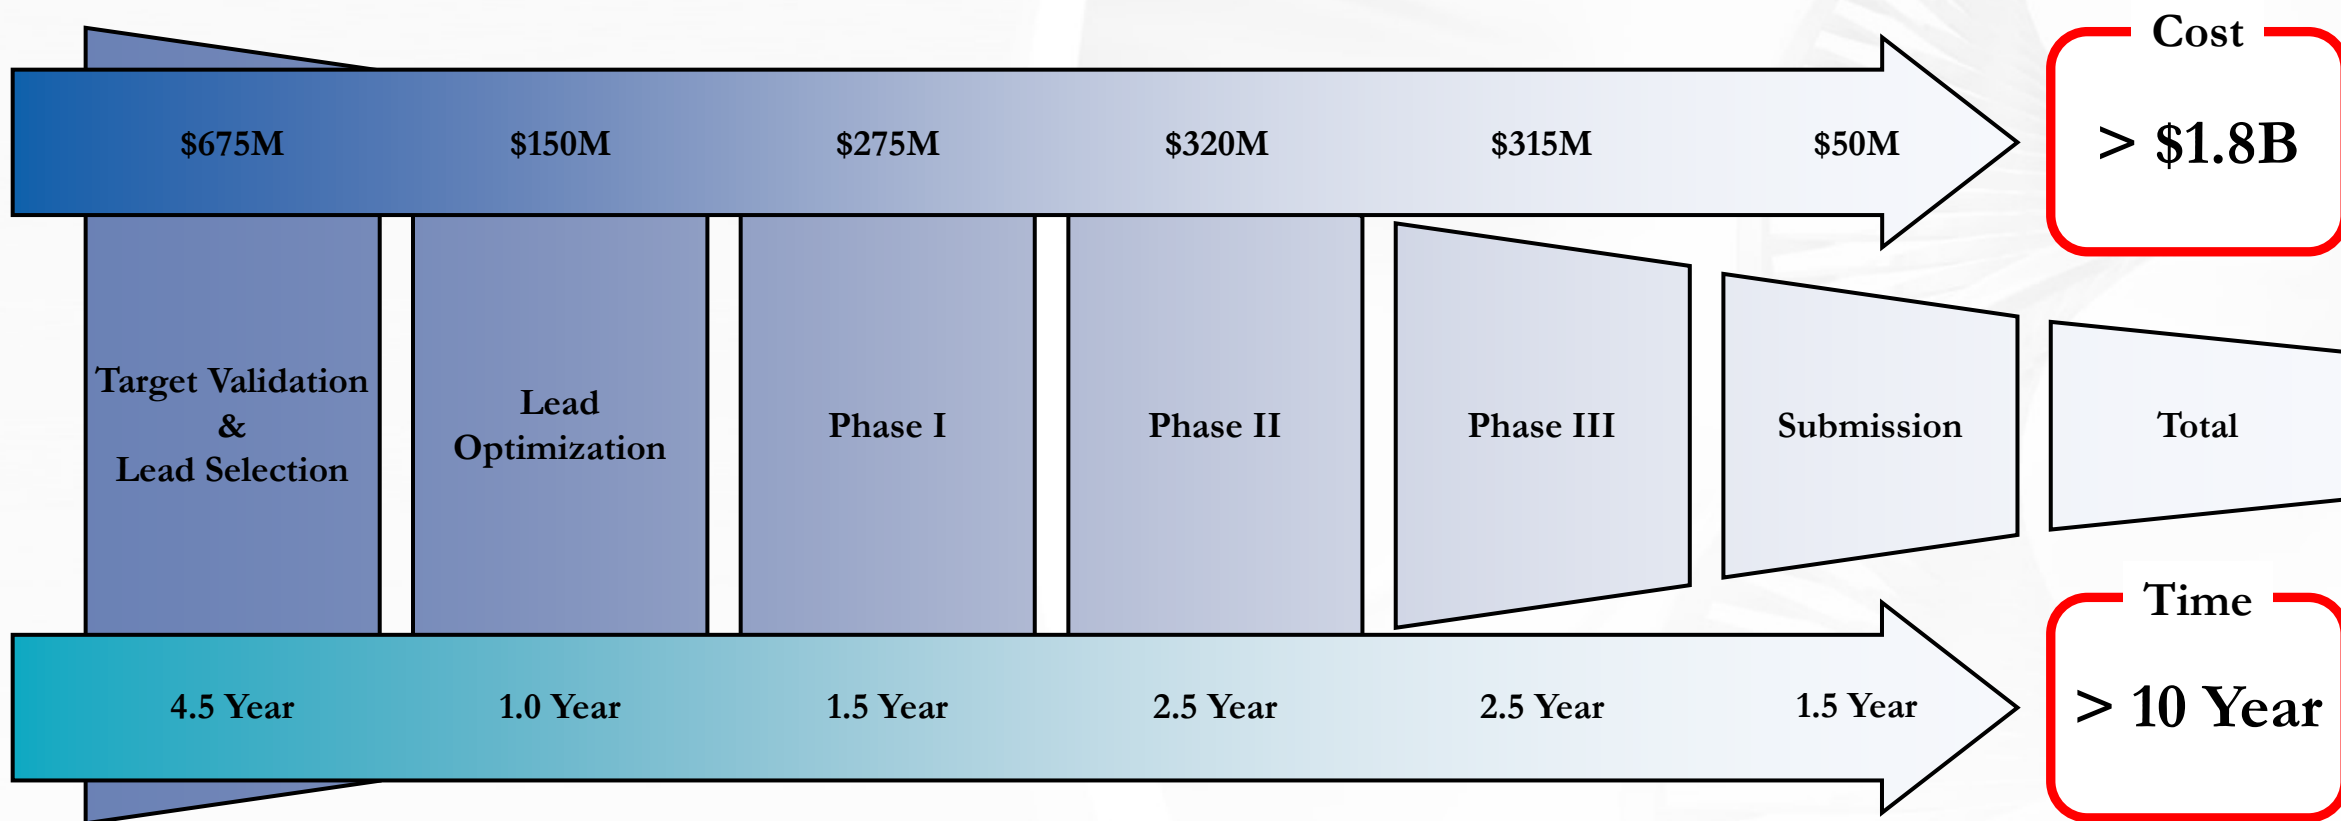 Cost
$675M
$150M
$275M
$320M
$315M
$50M
> $1.8B
Target Validation
&
Lead Selection
Lead
Optimization
Phase I
Phase II
Phase III
Submission
Total
Time
4.5 Year
1.0 Year
1.5 Year
2.5 Year
2.5 Year
1.5 Year
> 10 Year